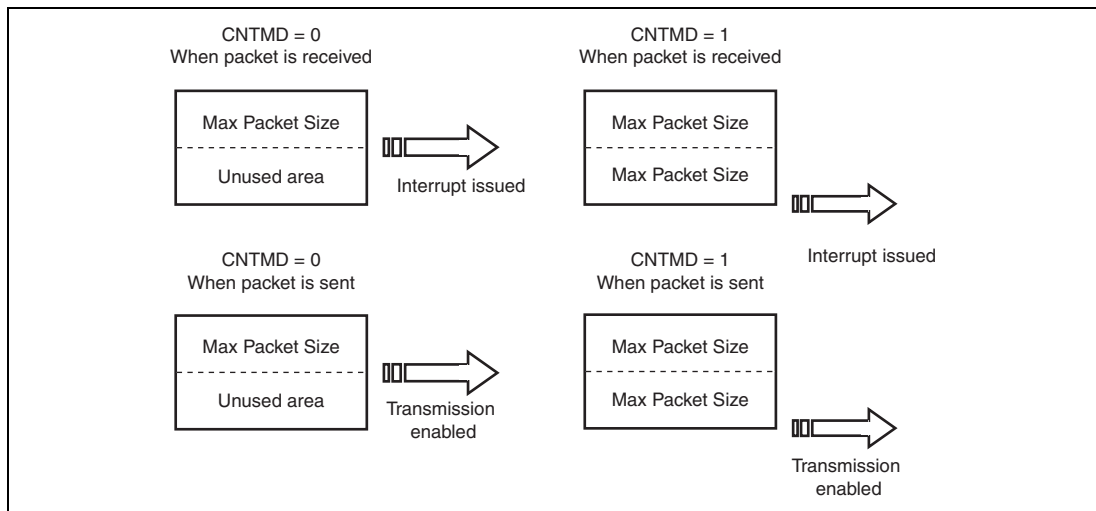 CNTMD = 0
When packet is received
Max Packet Size
Unused area
Interrupt issued
CNTMD = 1
When packet is received
Max Packet Size
Max Packet Size
Interrupt issued
CNTMD = 0
When packet is sent
Max Packet Size
Unused area
Transmission
enabled
CNTMD = 1
When packet is sent
Max Packet Size
Max Packet Size
Transmission
enabled